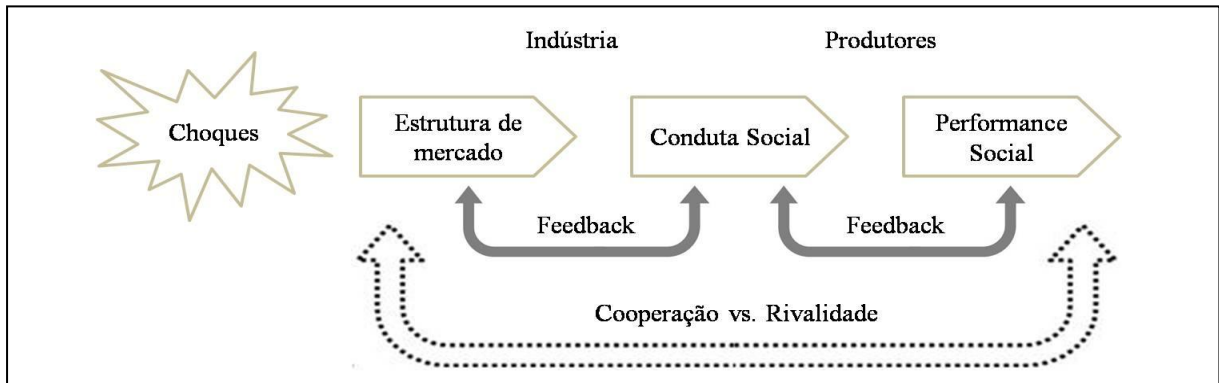 Indústria
Produtores
Choques
Estrutura de
mercado
Conduta Social
Performance
Social
Feedback
Feedback
Cooperação vs. Rivalidade